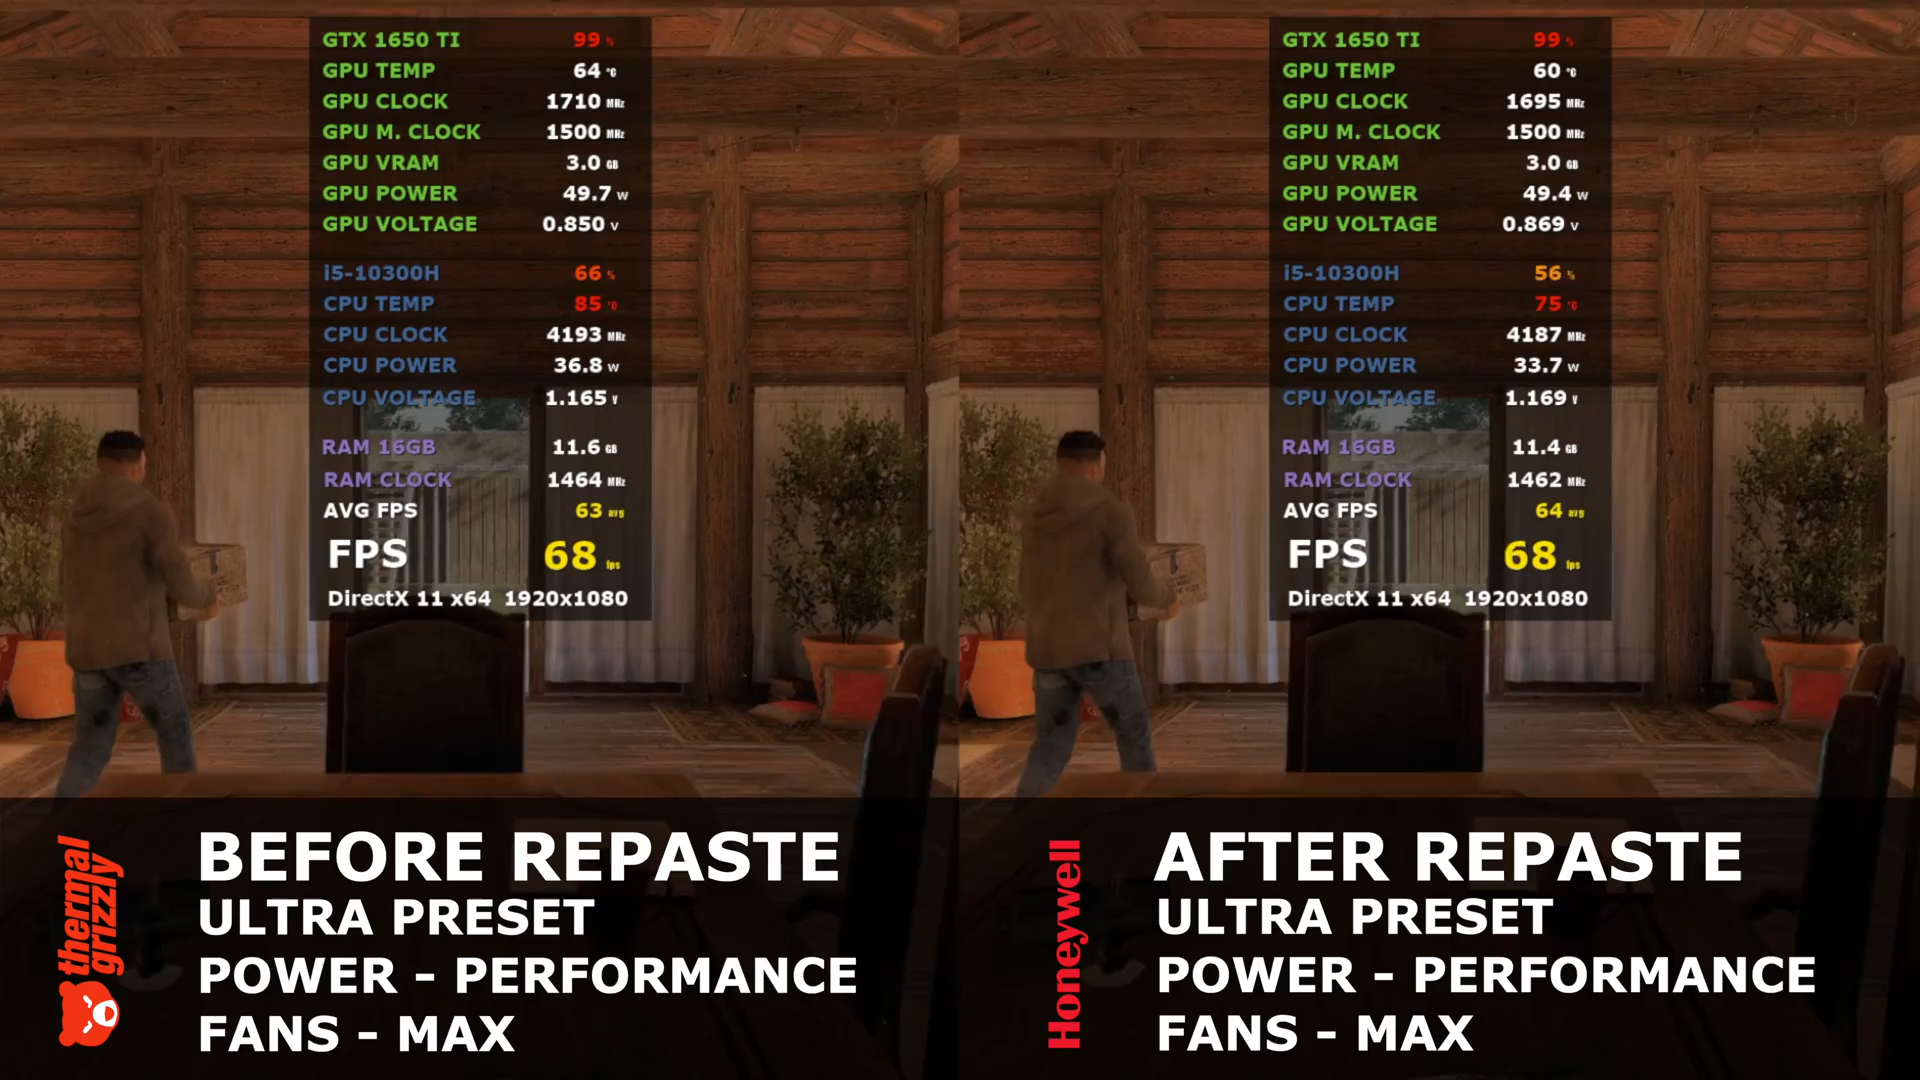 GTX 1650 TI 99 %
GPU TEMP 64 °C
GPU CLOCK 1710 MHz
GPU M. CLOCK 1500 MHz
GPU VRAM 3.0 GB
GPU POWER 49.7 W
GPU VOLTAGE 0.850 V
i5-10300H 66 %
CPU TEMP 85 °C
CPU CLOCK 4193 MHz
CPU POWER 36.8 W
CPU VOLTAGE 1.165 V
RAM 16GB 11.6 GB
RAM CLOCK 1464 MHz
AVG FPS 63 avg
FPS 68 fps
DirectX 11 x64 1920x1080
thermal
grizzly
BEFORE REPASTE
ULTRA PRESET
POWER - PERFORMANCE
FANS - MAX
GTX 1650 TI 99 %
GPU TEMP 60 °C
GPU CLOCK 1695 MHz
GPU M. CLOCK 1500 MHz
GPU VRAM 3.0 GB
GPU POWER 49.4 W
GPU VOLTAGE 0.869 V
i5-10300H 56 %
CPU TEMP 75 °C
CPU CLOCK 4187 MHz
CPU POWER 33.7 W
CPU VOLTAGE 1.169 V
RAM 16GB 11.4 GB
RAM CLOCK 1462 MHz
AVG FPS 64 avg
FPS 68 fps
DirectX 11 x64 1920x1080
Honeywell
AFTER REPASTE
ULTRA PRESET
POWER - PERFORMANCE
FANS - MAX